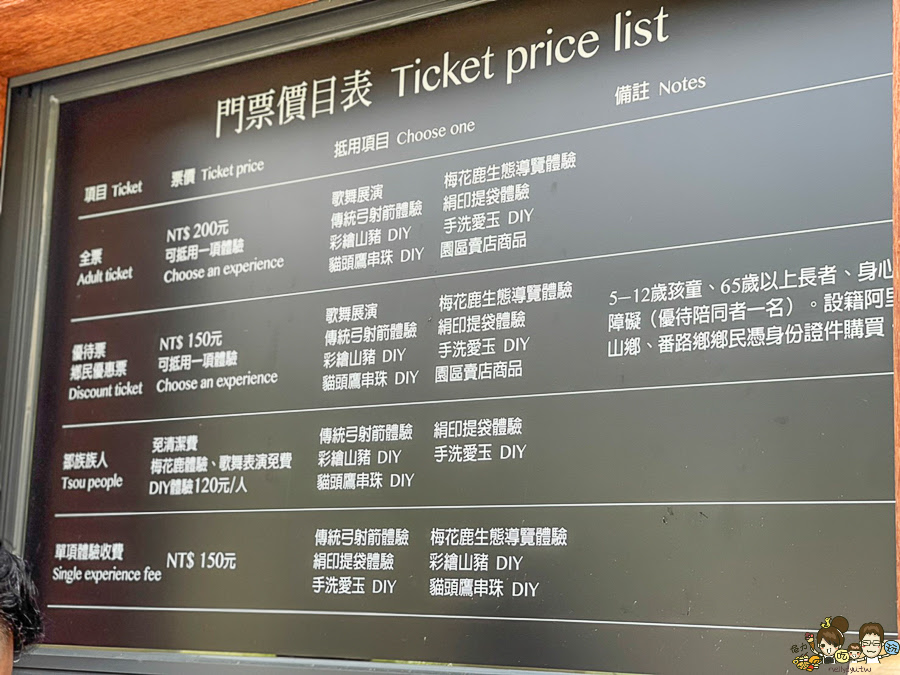 門票價目表 Ticket price list
項目 Ticket
票價 Ticket price
抵用項目 Choose one
備註 Notes
全票
Adult ticket
NT$ 200元
可抵用一項體驗
Choose an experience
歌舞展演
傳統弓射箭體驗
彩繪山豬 DIY
貓頭鷹串珠 DIY
梅花鹿生態導覽體驗
絹印提袋體驗
手洗愛玉 DIY
園區賣店商品
優待票
鄉民優惠票
Discount ticket
NT$ 150元
可抵用一項體驗
Choose an experience
歌舞展演
傳統弓射箭體驗
彩繪山豬 DIY
貓頭鷹串珠 DIY
梅花鹿生態導覽體驗
絹印提袋體驗
手洗愛玉 DIY
園區賣店商品
5—12歲孩童、65歲以上長者、身心
障礙（優待陪同者一名）。設籍阿里
山鄉、番路鄉鄉民憑身份證件購買。
鄒族族人
Tsou people
免清潔費
梅花鹿體驗、歌舞表演免費
DIY體驗120元/人
傳統弓射箭體驗
彩繪山豬 DIY
貓頭鷹串珠 DIY
絹印提袋體驗
手洗愛玉 DIY
單項體驗收費
Single experience fee
NT$ 150元
傳統弓射箭體驗
絹印提袋體驗
手洗愛玉 DIY
梅花鹿生態導覽體驗
彩繪山豬 DIY
貓頭鷹串珠 DIY